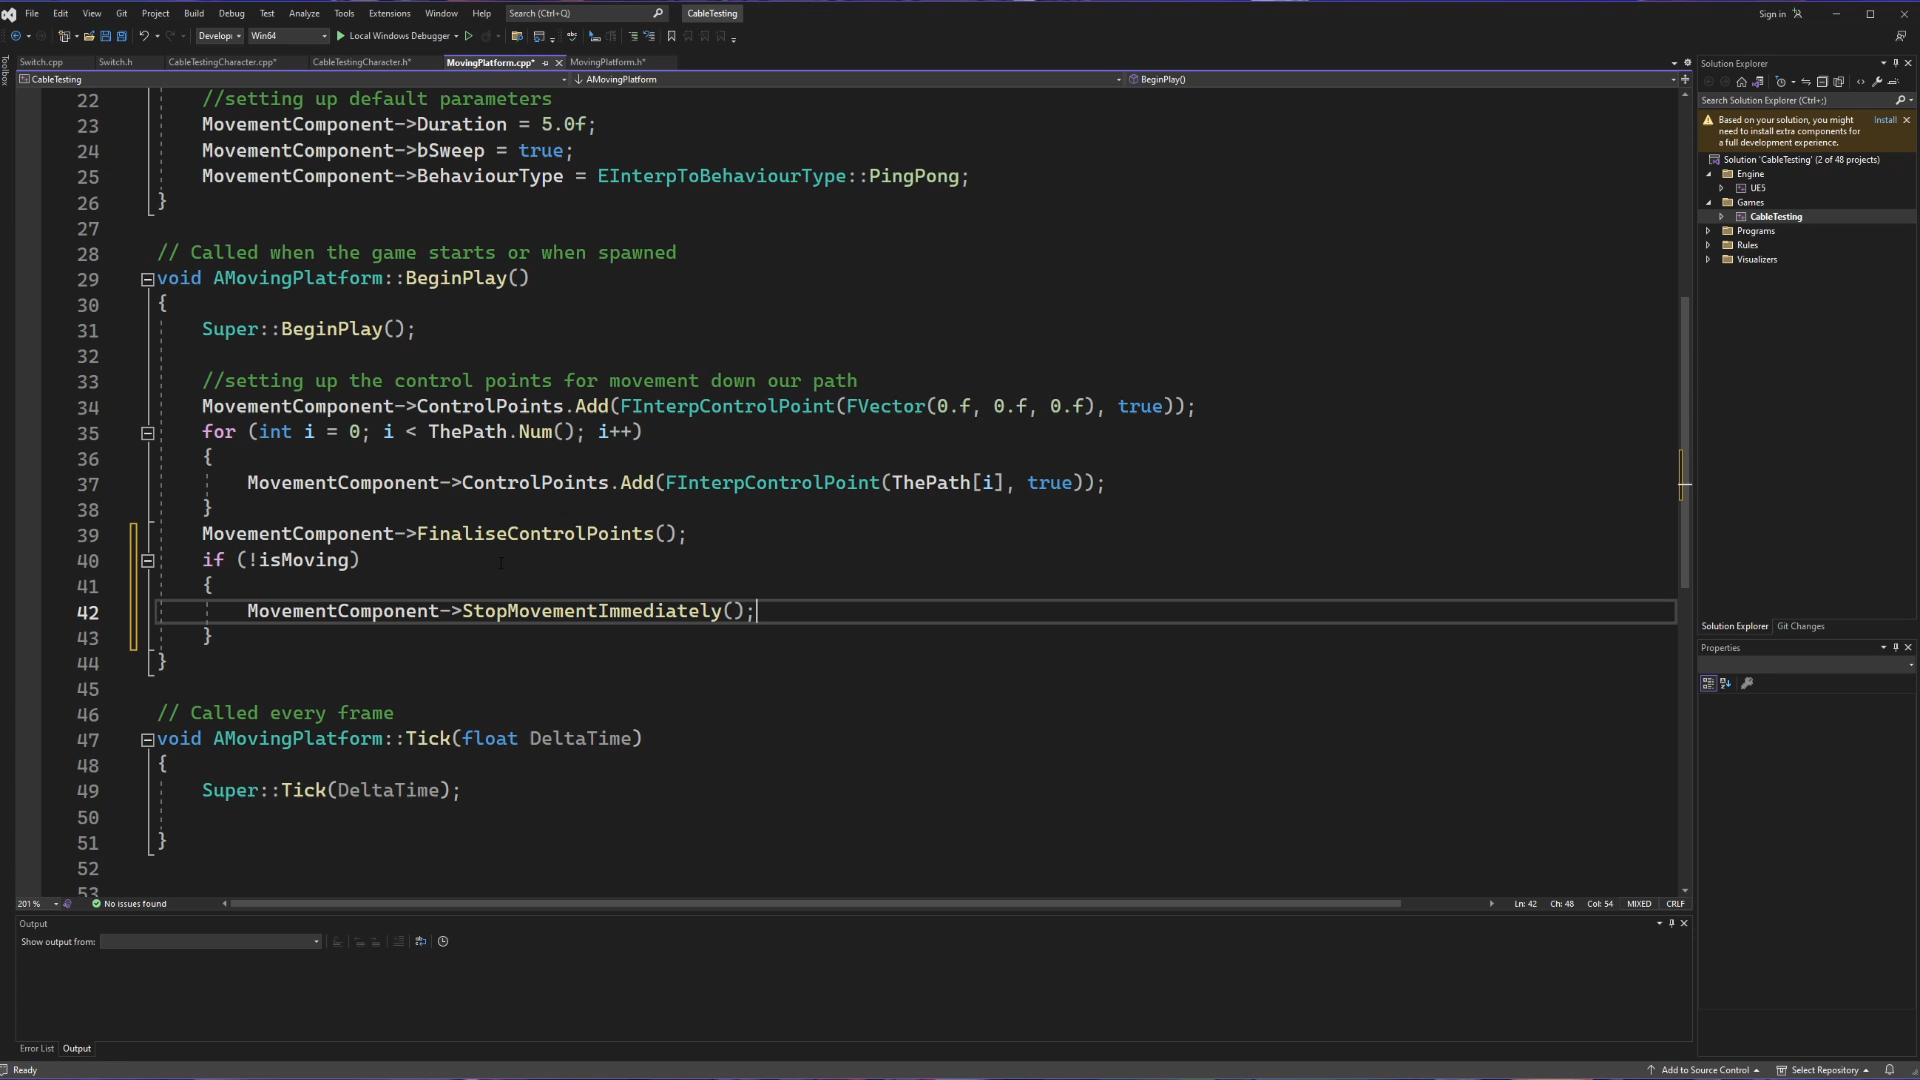 File Edit View Git Project Build Debug Test Analyze Tools Extensions Window Help Search (Ctrl+Q) CableTesting Sign in
Develop Win64 Local Windows Debugger
Toolbox
Switch.cpp Switch.h CableTestingCharacter.cpp* CableTestingCharacter.h* MovingPlatform.cpp* MovingPlatform.h*
CableTesting AMovingPlatform BeginPlay()
22 //setting up default parameters
23 MovementComponent->Duration = 5.0f;
24 MovementComponent->bSweep = true;
25 MovementComponent->BehaviourType = EInterpToBehaviourType::PingPong;
26 }
27
28 // Called when the game starts or when spawned
29 void AMovingPlatform::BeginPlay()
30 {
31 Super::BeginPlay();
32
33 //setting up the control points for movement down our path
34 MovementComponent->ControlPoints.Add(FInterpControlPoint(FVector(0.f, 0.f, 0.f), true));
35 for (int i = 0; i < ThePath.Num(); i++)
36 {
37 MovementComponent->ControlPoints.Add(FInterpControlPoint(ThePath[i], true));
38 }
39 MovementComponent->FinaliseControlPoints();
40 if (!isMoving)
41 {
42 MovementComponent->StopMovementImmediately();
43 }
44 }
45
46 // Called every frame
47 void AMovingPlatform::Tick(float DeltaTime)
48 {
49 Super::Tick(DeltaTime);
50
51 }
52
53
201 % No issues found Ln: 42 Ch: 48 Col: 54 MIXED CRLF
Output
Show output from:
Error List Output
Ready Add to Source Control Select Repository
Solution Explorer
Search Solution Explorer (Ctrl+;)
Based on your solution, you might Install
need to install extra components for
a full development experience.
Solution 'CableTesting' (2 of 48 projects)
Engine
UE5
Games
CableTesting
Programs
Rules
Visualizers
Solution Explorer Git Changes
Properties